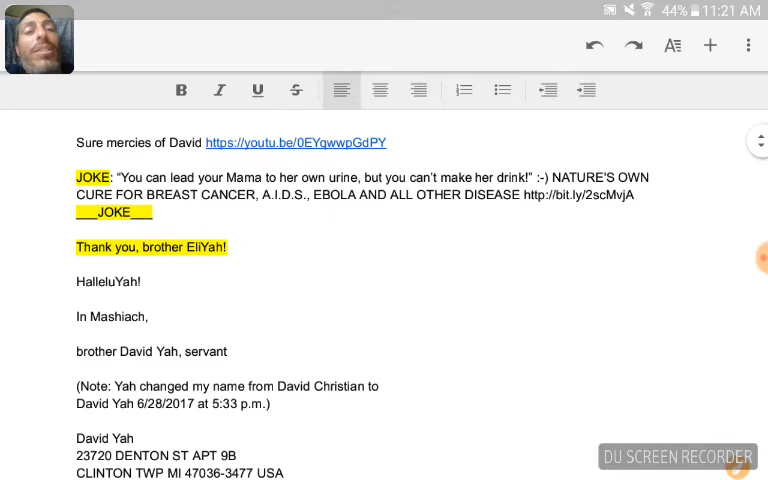 44% 11:21 AM
Sure mercies of David https://youtu.be/0EYqwwpGdPY
JOKE: “You can lead your Mama to her own urine, but you can’t make her drink!” :-) NATURE'S OWN
CURE FOR BREAST CANCER, A.I.D.S., EBOLA AND ALL OTHER DISEASE http://bit.ly/2scMvjA
___JOKE___
Thank you, brother EliYah!
HalleluYah!
In Mashiach,
brother David Yah, servant
(Note: Yah changed my name from David Christian to
David Yah 6/28/2017 at 5:33 p.m.)
David Yah
23720 DENTON ST APT 9B
CLINTON TWP MI 47036-3477 USA
DU SCREEN RECORDER